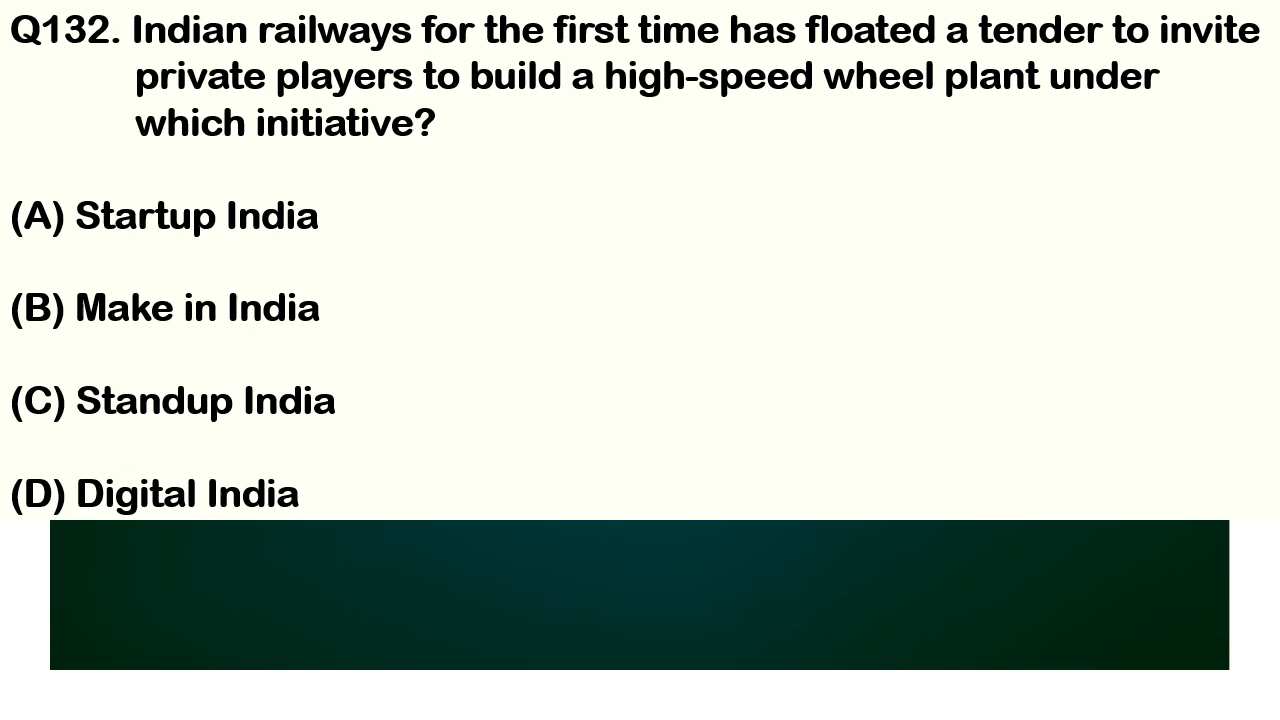 Q132. Indian railways for the first time has floated a tender to invite
private players to build a high-speed wheel plant under
which initiative?
(A) Startup India
(B) Make in India
(C) Standup India
(D) Digital India